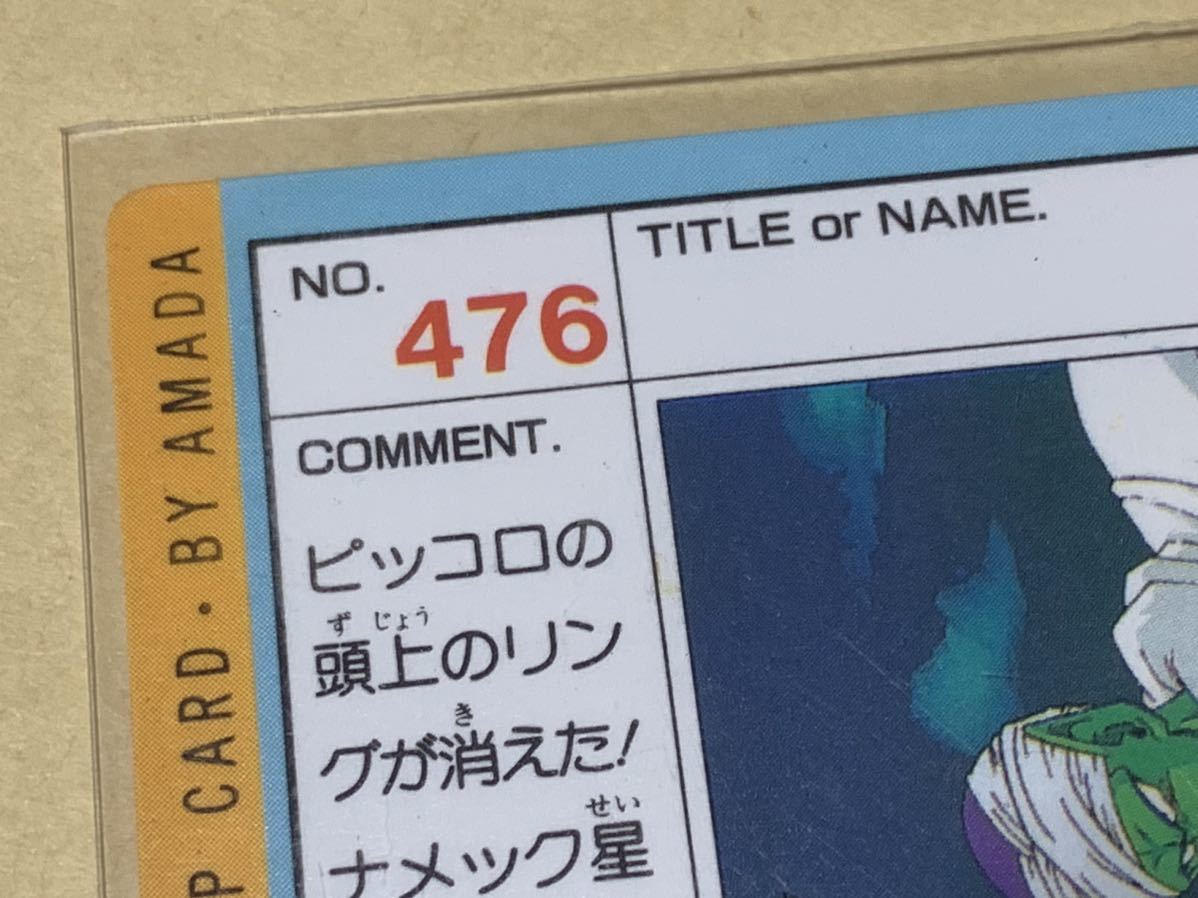 NO.
476
TITLE or NAME.
COMMENT.
ピッコロの
頭上のリン
グが消えた!
ナメック星
ず じょう
き
せい
P CARD. BY AMADA